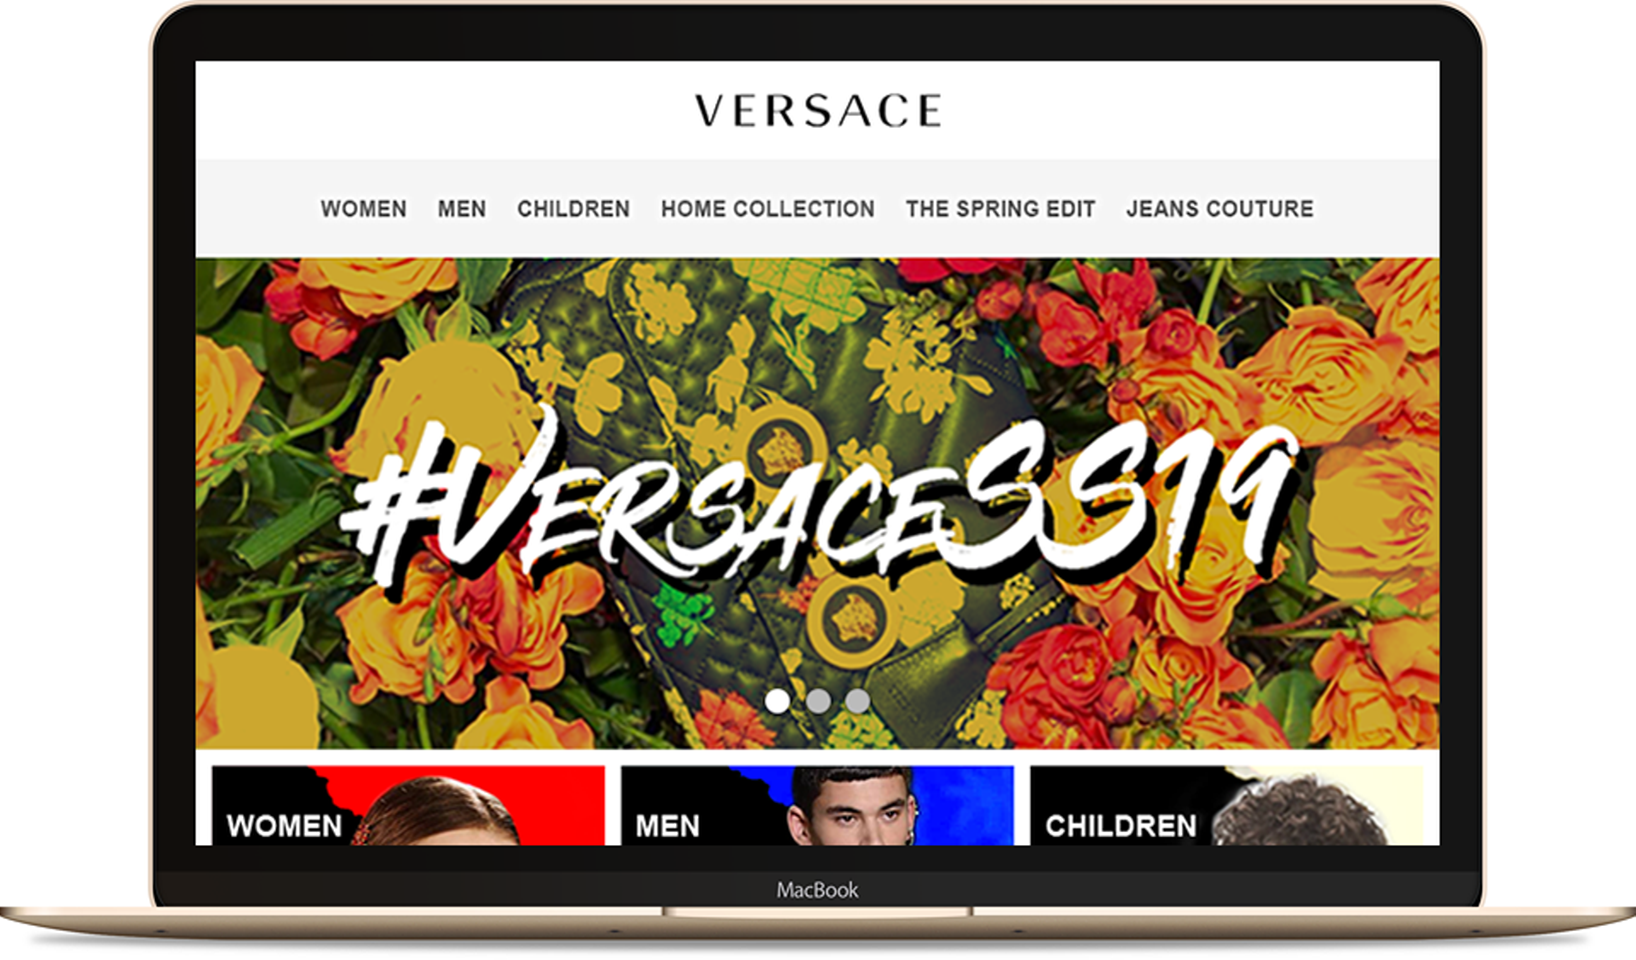 VERSACE
WOMEN MEN CHILDREN HOME COLLECTION THE SPRING EDIT JEANS COUTURE
#VERSACESS19
WOMEN MEN CHILDREN
MacBook